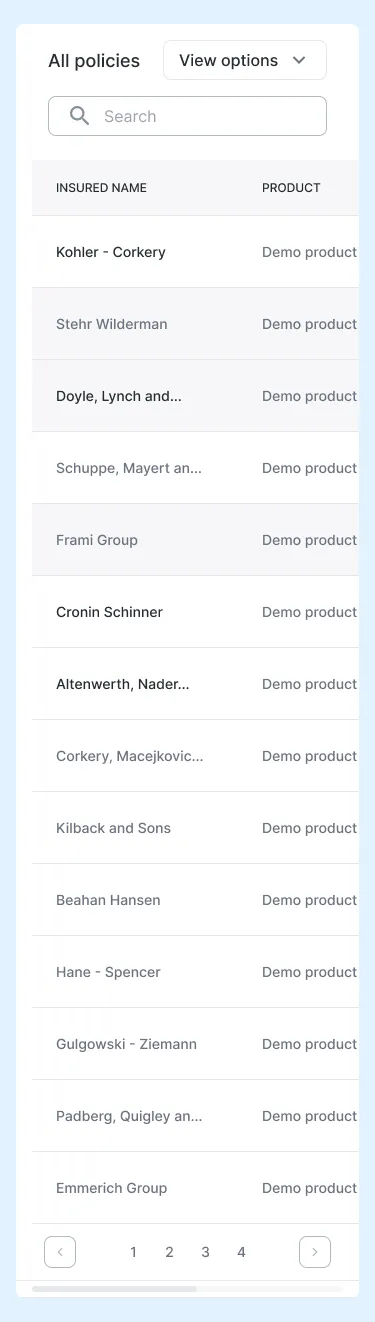 All policies View options
Search
INSURED NAME PRODUCT
Kohler - Corkery Demo product
Stehr Wilderman Demo product
Doyle, Lynch and... Demo product
Schuppe, Mayert an... Demo product
Frami Group Demo product
Cronin Schinner Demo product
Altenwerth, Nader... Demo product
Corkery, Macejkovic... Demo product
Kilback and Sons Demo product
Beahan Hansen Demo product
Hane - Spencer Demo product
Gulgowski - Ziemann Demo product
Padberg, Quigley an... Demo product
Emmerich Group Demo product
1 2 3 4